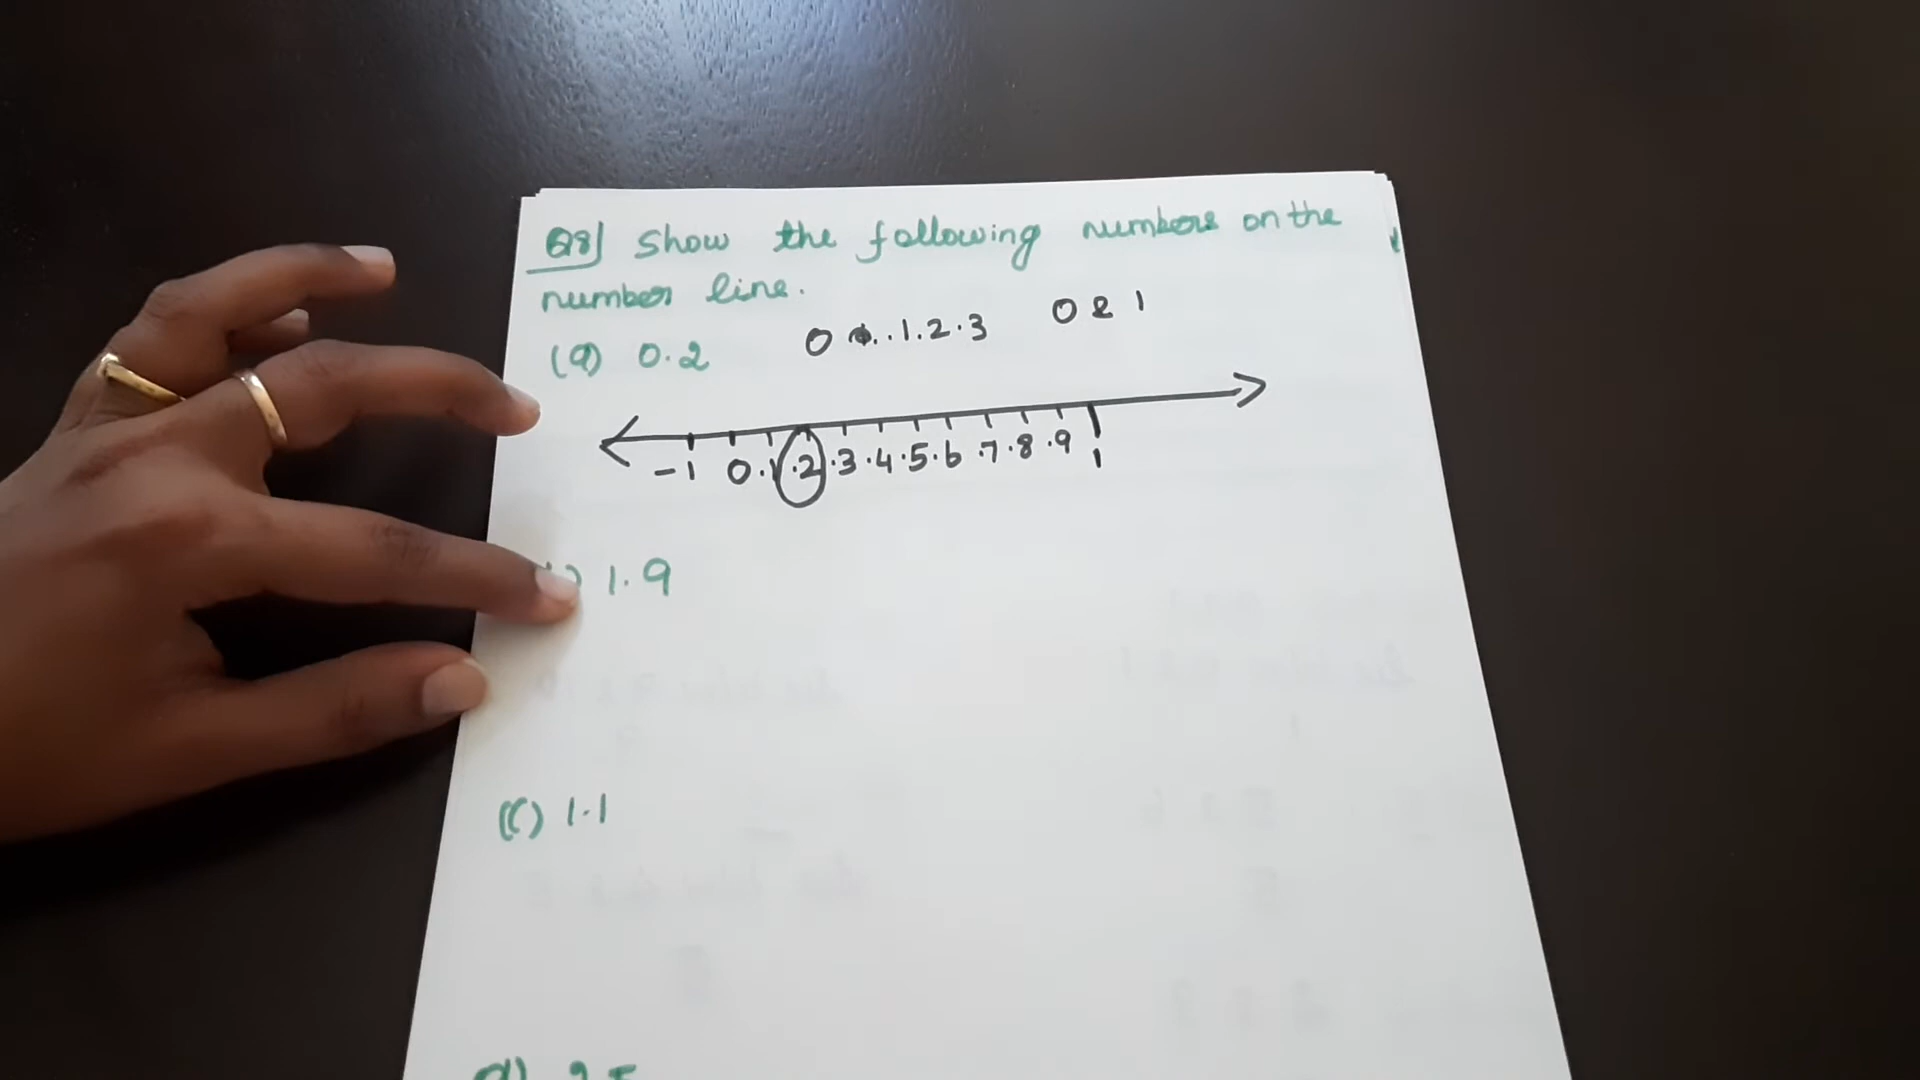 Q8) Show the following numbers on the
number line.
(a) 0.2
0 . . 1 . 2 . 3
0 & 1
-1 0 .1 .2 .3 .4 .5 .6 .7 .8 .9 1
1.9
(c) 1.1